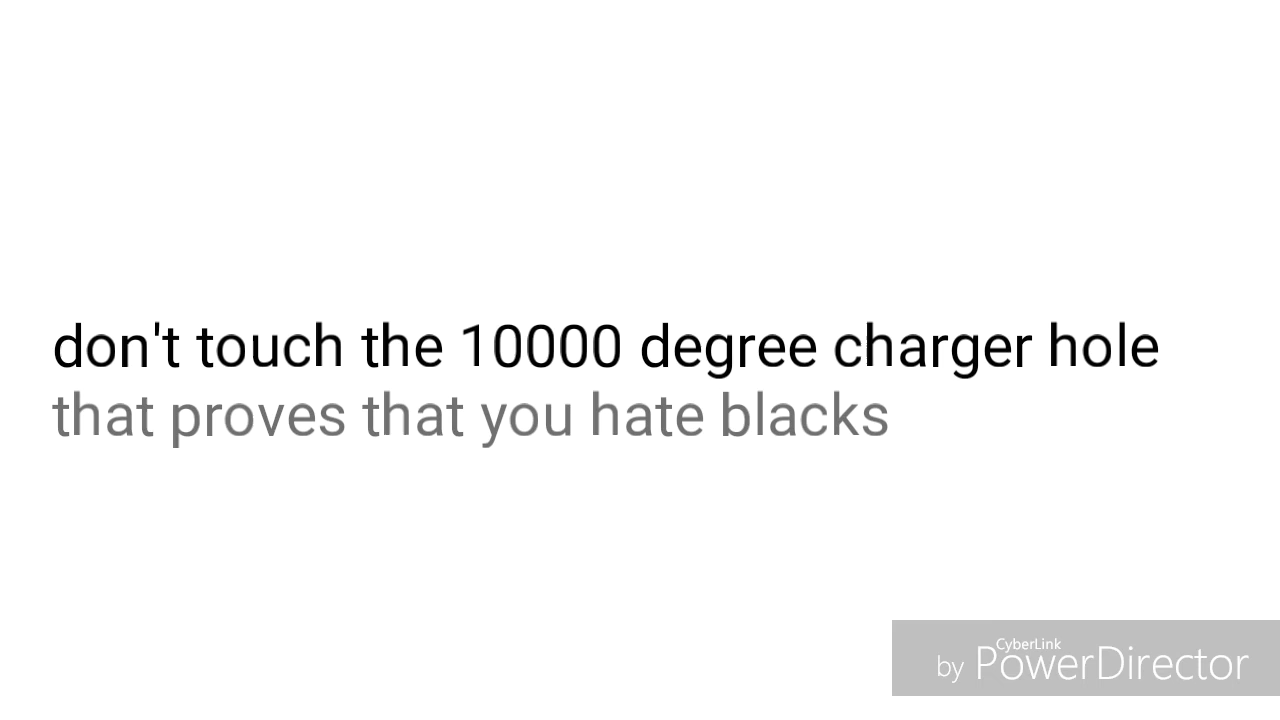 don't touch the 10000 degree charger hole
that proves that you hate blacks
CyberLink
by PowerDirector